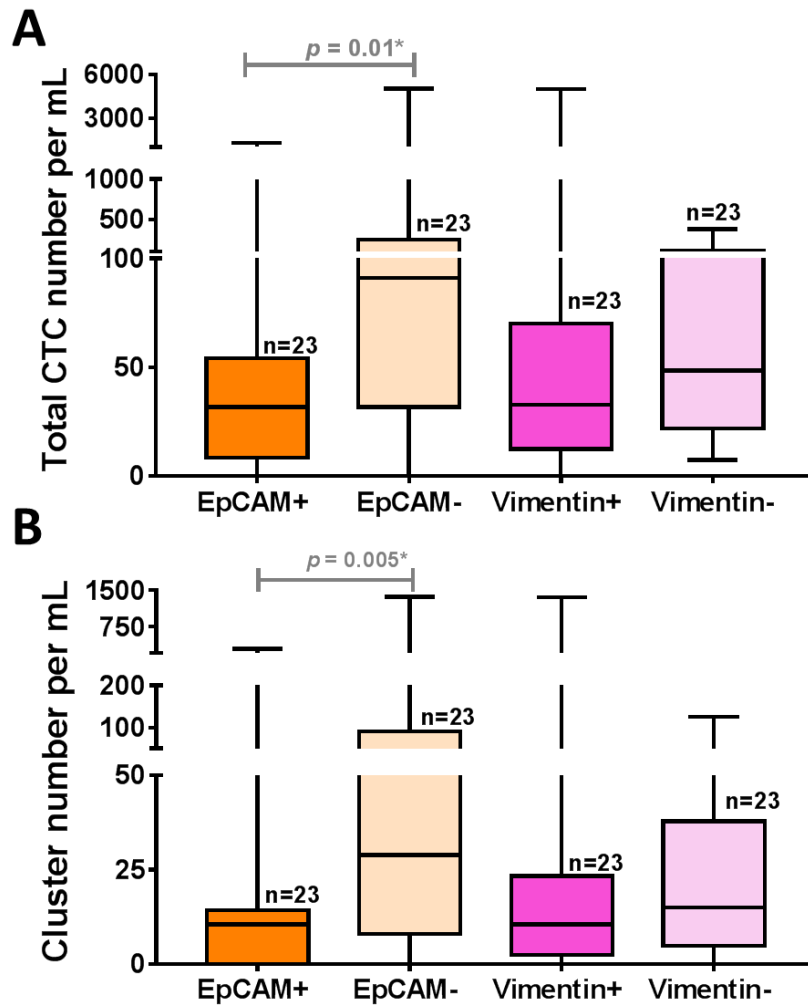 A
Total CTC number per mL
p = 0.01*
6000
3000
1000
500
100
50
0
n=23
n=23
n=23
n=23
EpCAM+
EpCAM-
Vimentin+
Vimentin-
B
Cluster number per mL
p = 0.005*
1500
750
200
100
50
25
0
n=23
n=23
n=23
n=23
EpCAM+
EpCAM-
Vimentin+
Vimentin-